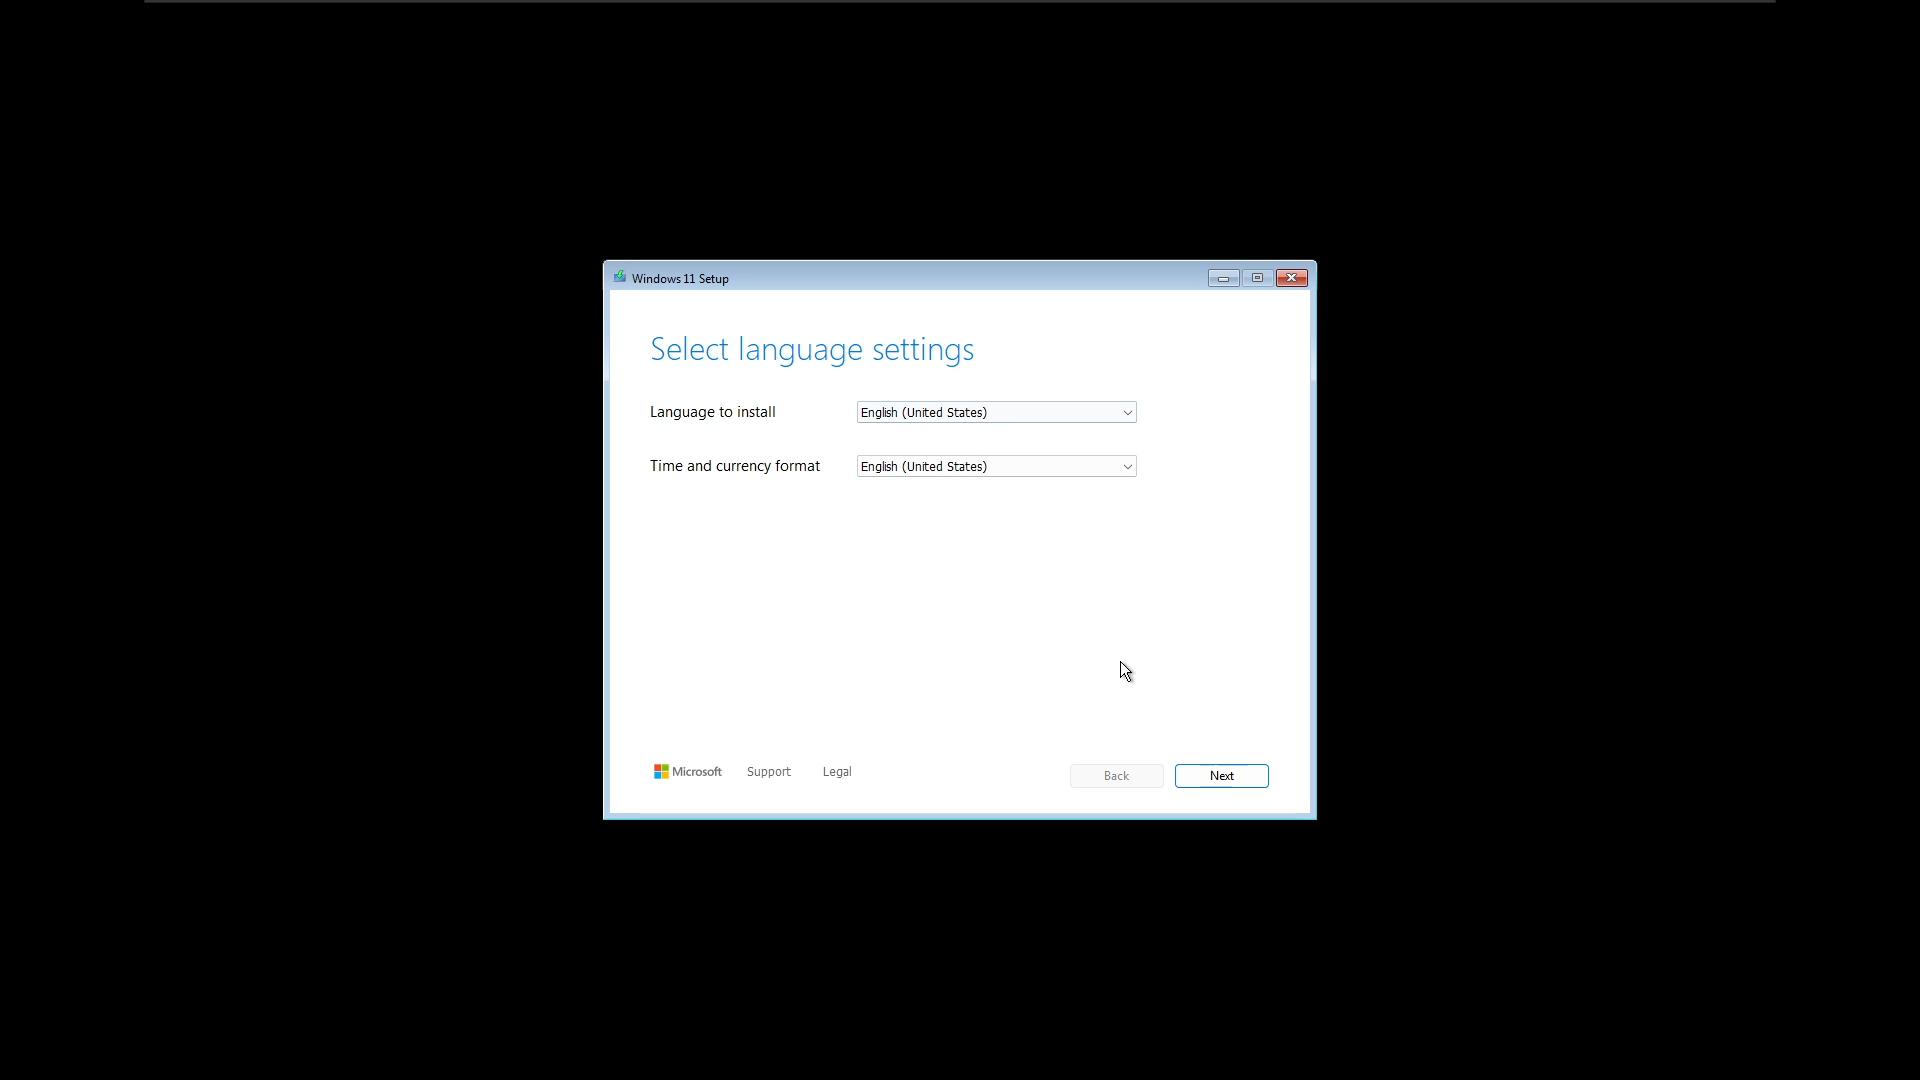 Windows 11 Setup
Select language settings
Language to install English (United States)
Time and currency format English (United States)
Microsoft Support Legal Back Next